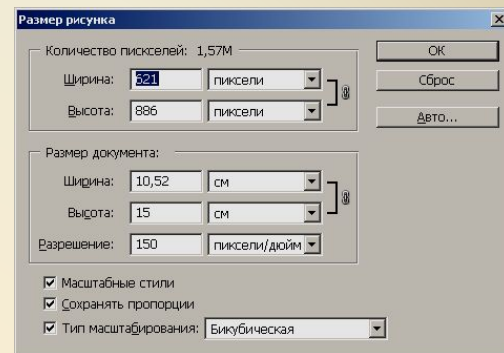 Размер рисунка
Количество пискселей: 1,57M
Ширина: 621 пиксели
Высота: 886 пиксели
Размер документа:
Ширина: 10,52 см
Высота: 15 см
Разрешение: 150 пиксели/дюйм
Масштабные стили
Сохранять пропорции
Тип масштабирования: Бикубическая
ОК
Сброс
Авто...